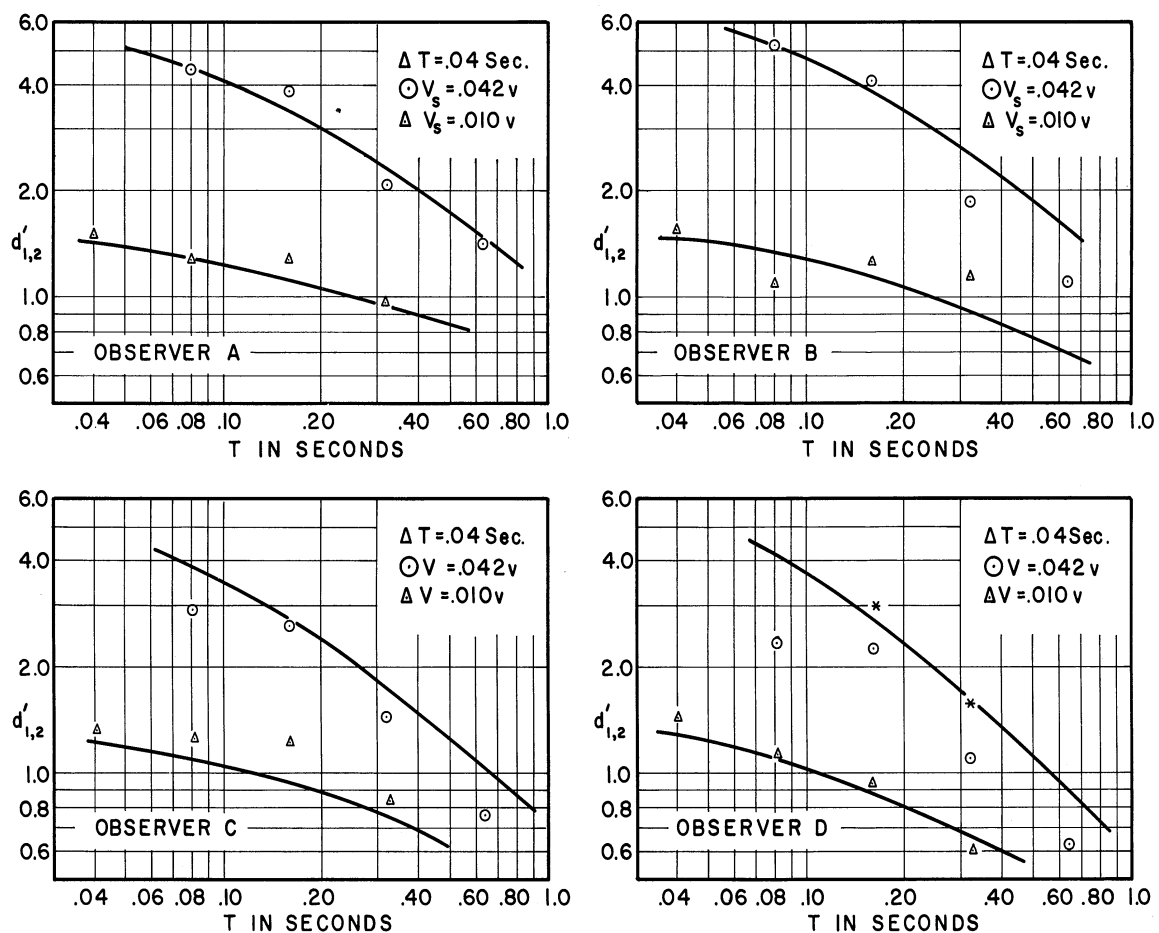 6.0
4.0
2.0
d'1,2
1.0
0.8
0.6
Δ T = .04 Sec.
⊙ Vs = .042 v
Δ Vs = .010 v
OBSERVER A
.04 .06 .08 .10 .20 .40 .60 .80 1.0
T IN SECONDS
6.0
4.0
2.0
d'1,2
1.0
0.8
0.6
Δ T = .04 Sec.
⊙ Vs = .042 v
Δ Vs = .010 v
OBSERVER B
.04 .06 .08 .10 .20 .40 .60 .80 1.0
T IN SECONDS
6.0
4.0
2.0
d'1,2
1.0
0.8
0.6
Δ T = .04 Sec.
⊙ V = .042 v
Δ V = .010 v
OBSERVER C
.04 .06 .08 .10 .20 .40 .60 .80 1.0
T IN SECONDS
6.0
4.0
2.0
d'1,2
1.0
0.8
0.6
Δ T = .04 Sec.
⊙ V = .042 v
Δ V = .010 v
OBSERVER D
.04 .06 .08 .10 .20 .40 .60 .80 1.0
T IN SECONDS